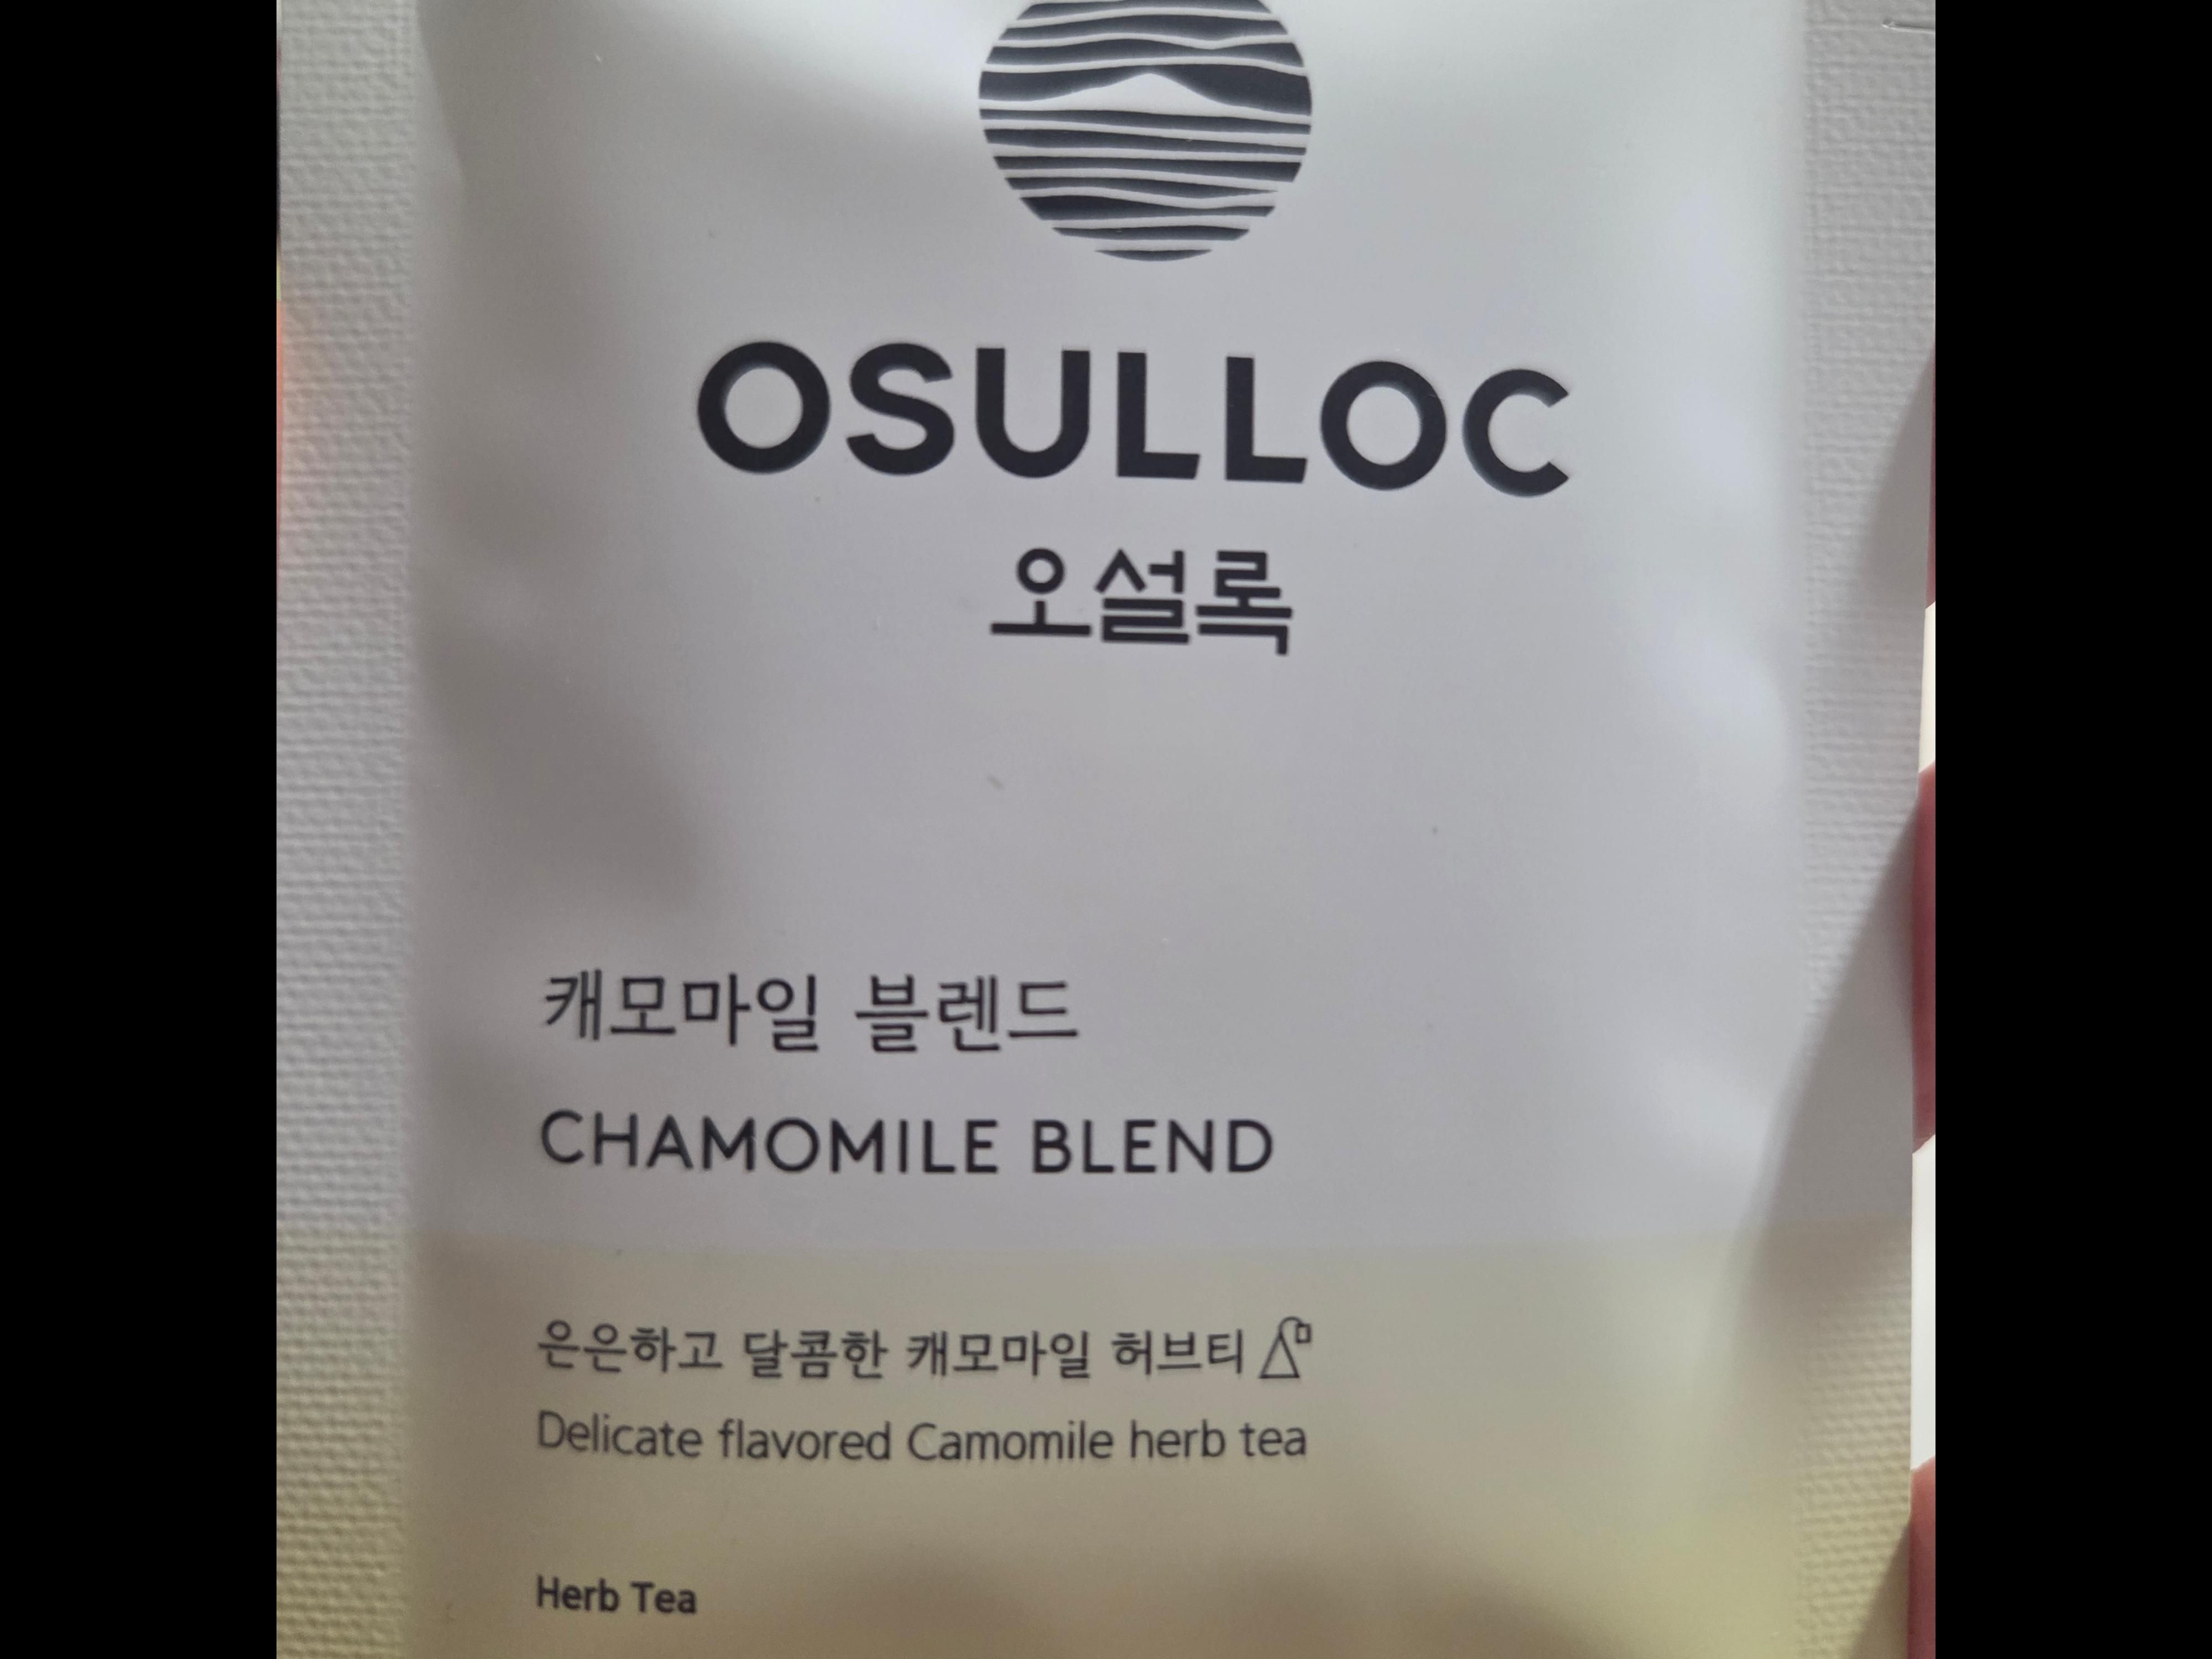 OSULLOC
오설록
캐모마일 블렌드
CHAMOMILE BLEND
은은하고 달콤한 캐모마일 허브티
Delicate flavored Camomile herb tea
Herb Tea